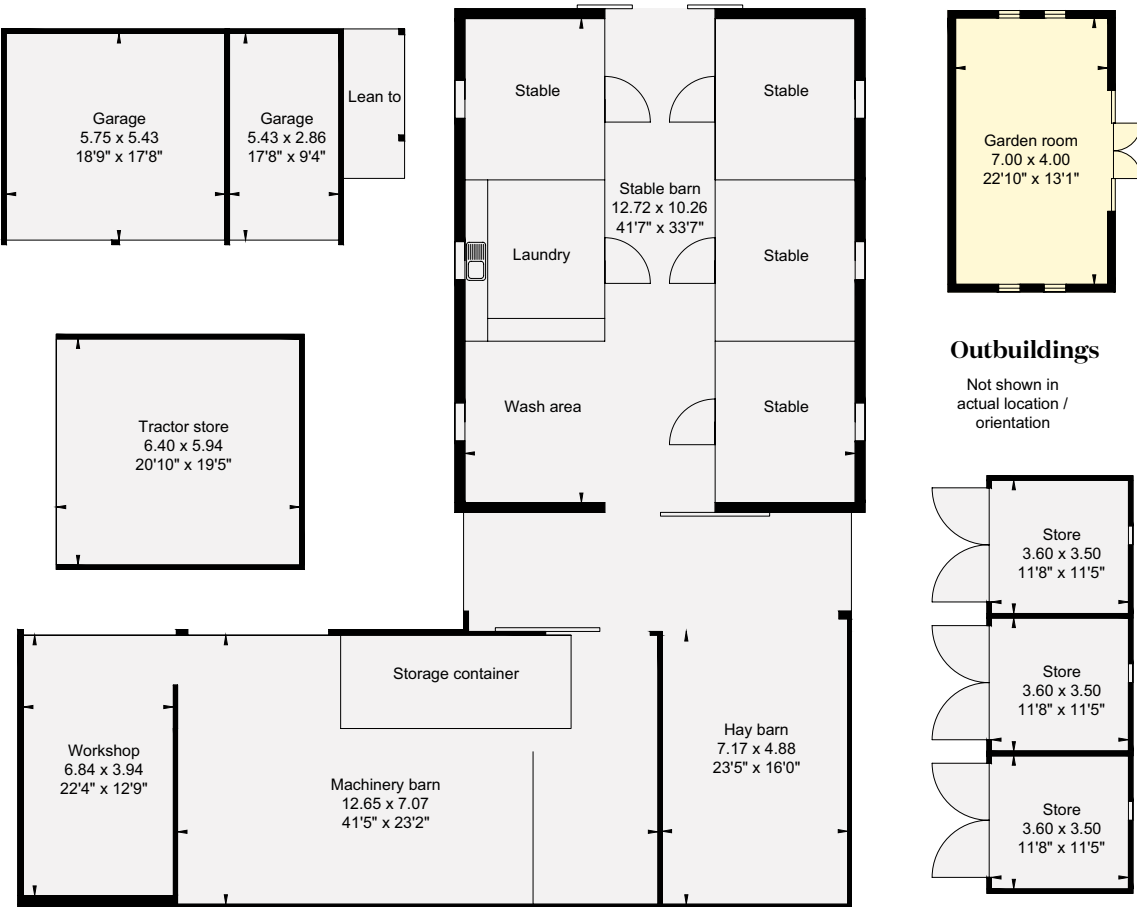 Garage
5.75 x 5.43
18'9" x 17'8"
Garage
5.43 x 2.86
17'8" x 9'4"
Lean to
Stable
Stable
Stable barn
12.72 x 10.26
41'7" x 33'7"
Laundry
Stable
Wash area
Stable
Garden room
7.00 x 4.00
22'10" x 13'1"
Outbuildings
Not shown in
actual location /
orientation
Tractor store
6.40 x 5.94
20'10" x 19'5"
Store
3.60 x 3.50
11'8" x 11'5"
Store
3.60 x 3.50
11'8" x 11'5"
Store
3.60 x 3.50
11'8" x 11'5"
Storage container
Workshop
6.84 x 3.94
22'4" x 12'9"
Machinery barn
12.65 x 7.07
41'5" x 23'2"
Hay barn
7.17 x 4.88
23'5" x 16'0"